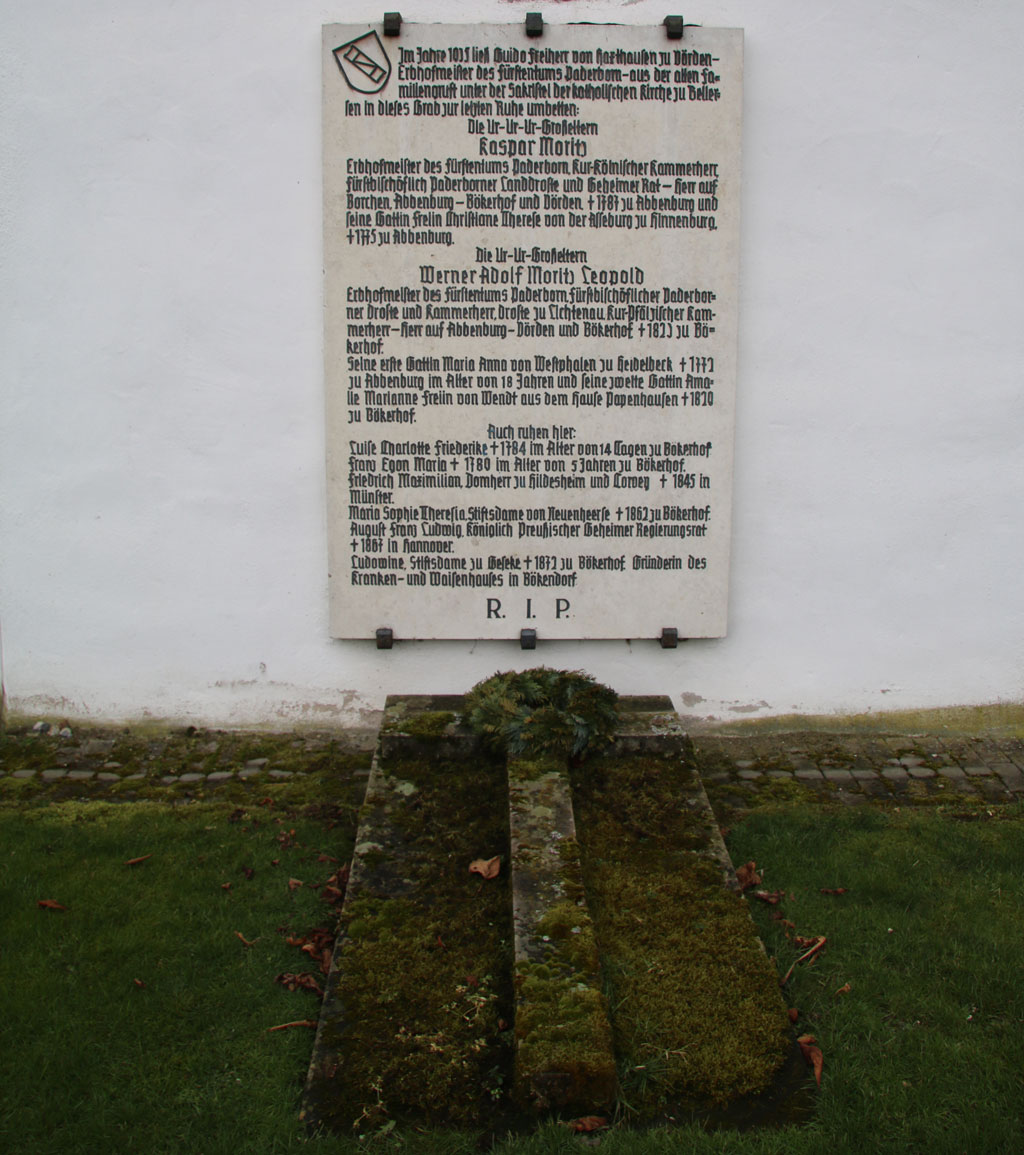 Im Jahre 1935 ließ Guido Freiherr von Haxthausen zu Vörden-
Erbhofmeister des Fürstentums Paderborn-aus der alten Fa-
miliengruft unter der Sakristei der katholischen Kirche zu Beller-
sen in dieses Grab zur letzten Ruhe umbetten:
Die Ur-Ur-Ur-Großeltern
Kaspar Moritz
Erbhofmeister des Fürstentums Paderborn, Kur-Kölnischer Kammerherr,
Fürstbischöflich Paderborner Landdroste und Geheimer Rat-Herr auf
Borchen, Abbenburg-Bökerhof und Vörden, †1787 zu Abbenburg und
seine Gattin Freiin Christiane Therese von der Asseburg zu Hinnenburg,
†1775 zu Abbenburg.
Die Ur-Ur-Großeltern
Werner Adolf Moritz Leopold
Erbhofmeister des Fürstentums Paderborn, Fürstbischöflicher Paderbor-
ner Droste und Kammerherr, Droste zu Lichtenau, Kur-Pfälzischer Kam-
merherr-Herr auf Abbenburg-Vörden und Bökerhof. †1823 zu Bö-
kerhof.
Seine erste Gattin Maria Anna von Westphalen zu Heidelbeck †1772
zu Abbenburg im Alter von 18 Jahren und seine zweite Gattin Ama-
lie Marianne Freiin von Wendt aus dem Hause Papenhausen †1820
zu Bökerhof.
Auch ruhen hier:
Luise Charlotte Friederike †1784 im Alter von 14 Tagen zu Bökerhof
Franz Egon Maria † 1780 im Alter von 5 Jahren zu Bökerhof.
Friedrich Maximilian, Domherr zu Hildesheim und Corvey † 1845 in
Münster.
Maria Sophie Theresia, Stiftsdame von Neuenheerse †1862 zu Bökerhof.
August Franz Ludwig, Königlich Preußischer Geheimer Regierungsrat
†1867 in Hannover.
Ludowine, Stiftsdame zu Geseke †1872 zu Bökerhof. Gründerin des
Kranken-und Waisenhauses in Bökendorf.
R. I. P.